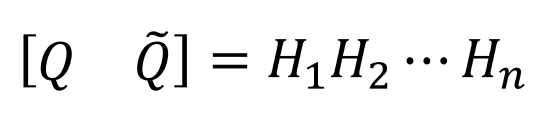 [Q Q̃] = H₁H₂ ⋯ Hₙ